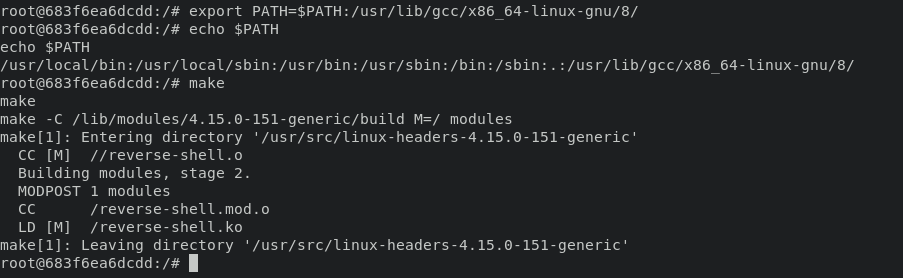 root@683f6ea6dcdd:/# export PATH=$PATH:/usr/lib/gcc/x86_64-linux-gnu/8/
root@683f6ea6dcdd:/# echo $PATH
echo $PATH
/usr/local/bin:/usr/local/sbin:/usr/bin:/usr/sbin:/bin:/sbin:.:/usr/lib/gcc/x86_64-linux-gnu/8/
root@683f6ea6dcdd:/# make
make
make -C /lib/modules/4.15.0-151-generic/build M=/ modules
make[1]: Entering directory '/usr/src/linux-headers-4.15.0-151-generic'
  CC [M]  //reverse-shell.o
  Building modules, stage 2.
  MODPOST 1 modules
  CC      /reverse-shell.mod.o
  LD [M]  /reverse-shell.ko
make[1]: Leaving directory '/usr/src/linux-headers-4.15.0-151-generic'
root@683f6ea6dcdd:/#